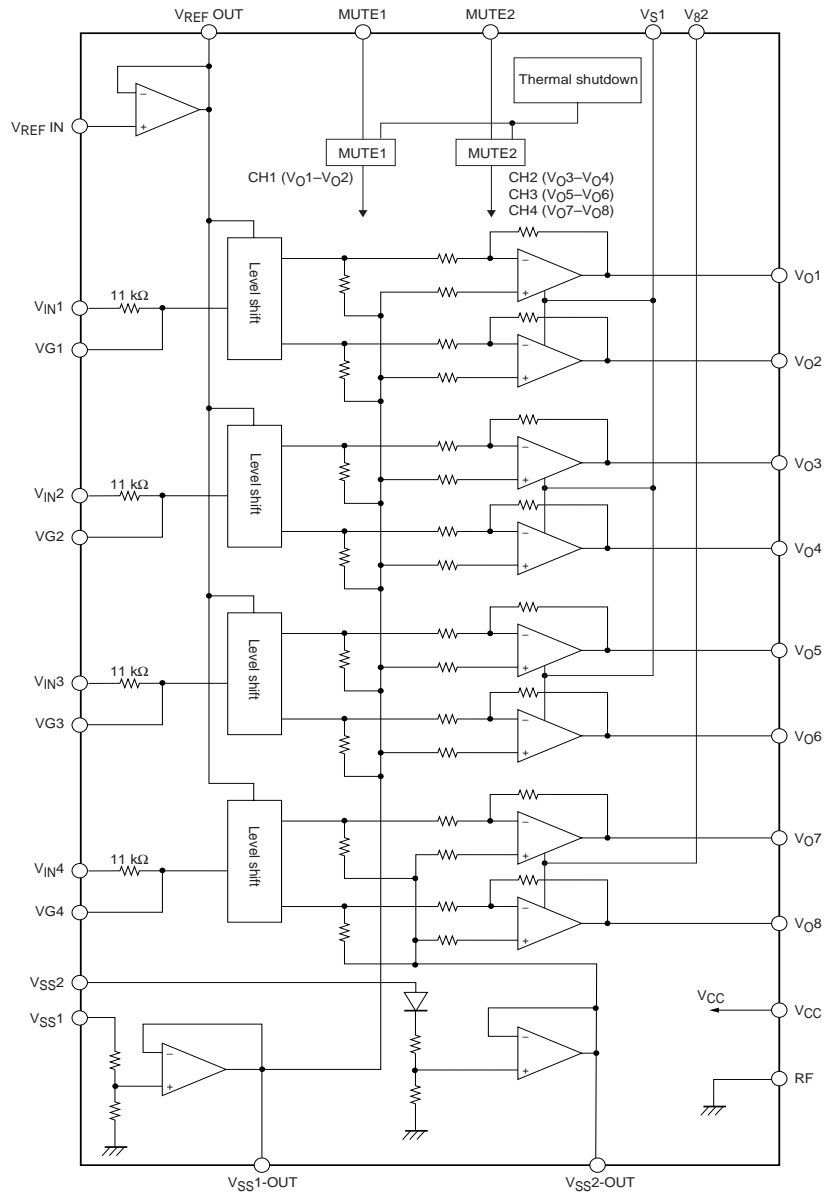 VREF OUT
MUTE1
MUTE2
VS1
V82
Thermal shutdown
VREF IN
MUTE1
MUTE2
CH1 (VO1–VO2)
CH2 (VO3–VO4)
CH3 (VO5–VO6)
CH4 (VO7–VO8)
Level shift
VO1
VIN1
11 kΩ
VG1
VO2
Level shift
VO3
VIN2
11 kΩ
VG2
VO4
Level shift
VO5
VIN3
11 kΩ
VG3
VO6
Level shift
VO7
VIN4
11 kΩ
VG4
VO8
VSS2
VSS1
VCC
VCC
RF
VSS1-OUT
VSS2-OUT